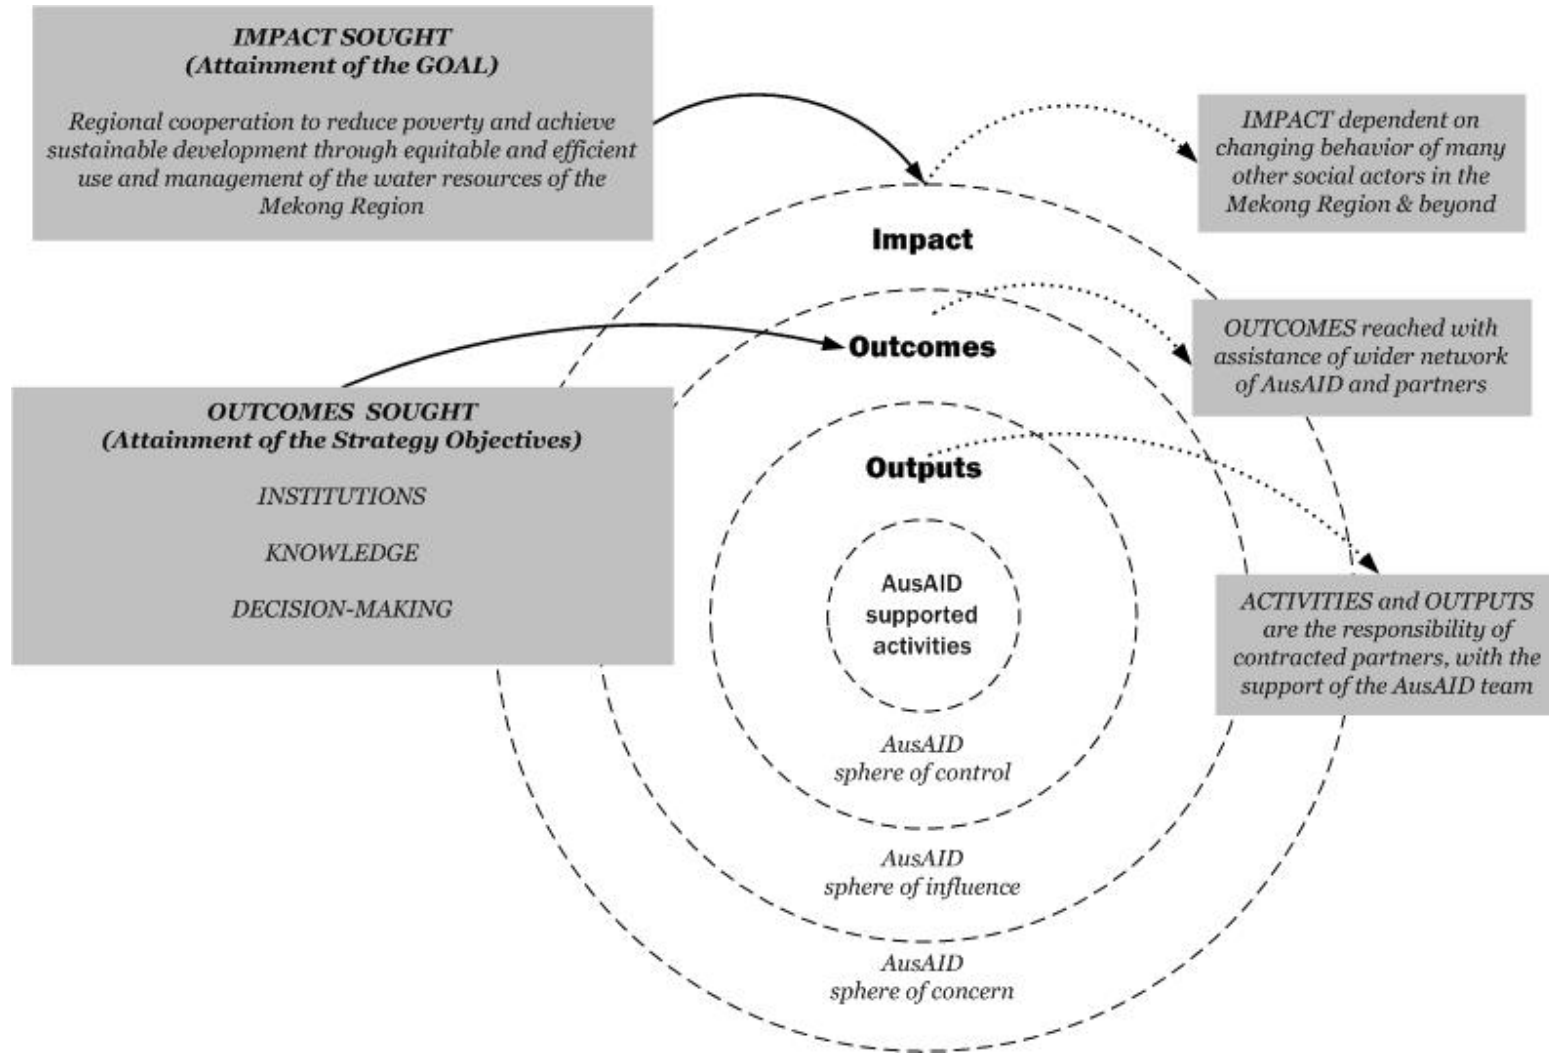 IMPACT SOUGHT
(Attainment of the GOAL)
Regional cooperation to reduce poverty and achieve
sustainable development through equitable and efficient
use and management of the water resources of the
Mekong Region
IMPACT dependent on
changing behavior of many
other social actors in the
Mekong Region & beyond
Impact
OUTCOMES reached with
assistance of wider network
of AusAID and partners
Outcomes
OUTCOMES SOUGHT
(Attainment of the Strategy Objectives)
INSTITUTIONS
KNOWLEDGE
DECISION-MAKING
Outputs
AusAID
supported
activities
ACTIVITIES and OUTPUTS
are the responsibility of
contracted partners, with the
support of the AusAID team
AusAID
sphere of control
AusAID
sphere of influence
AusAID
sphere of concern